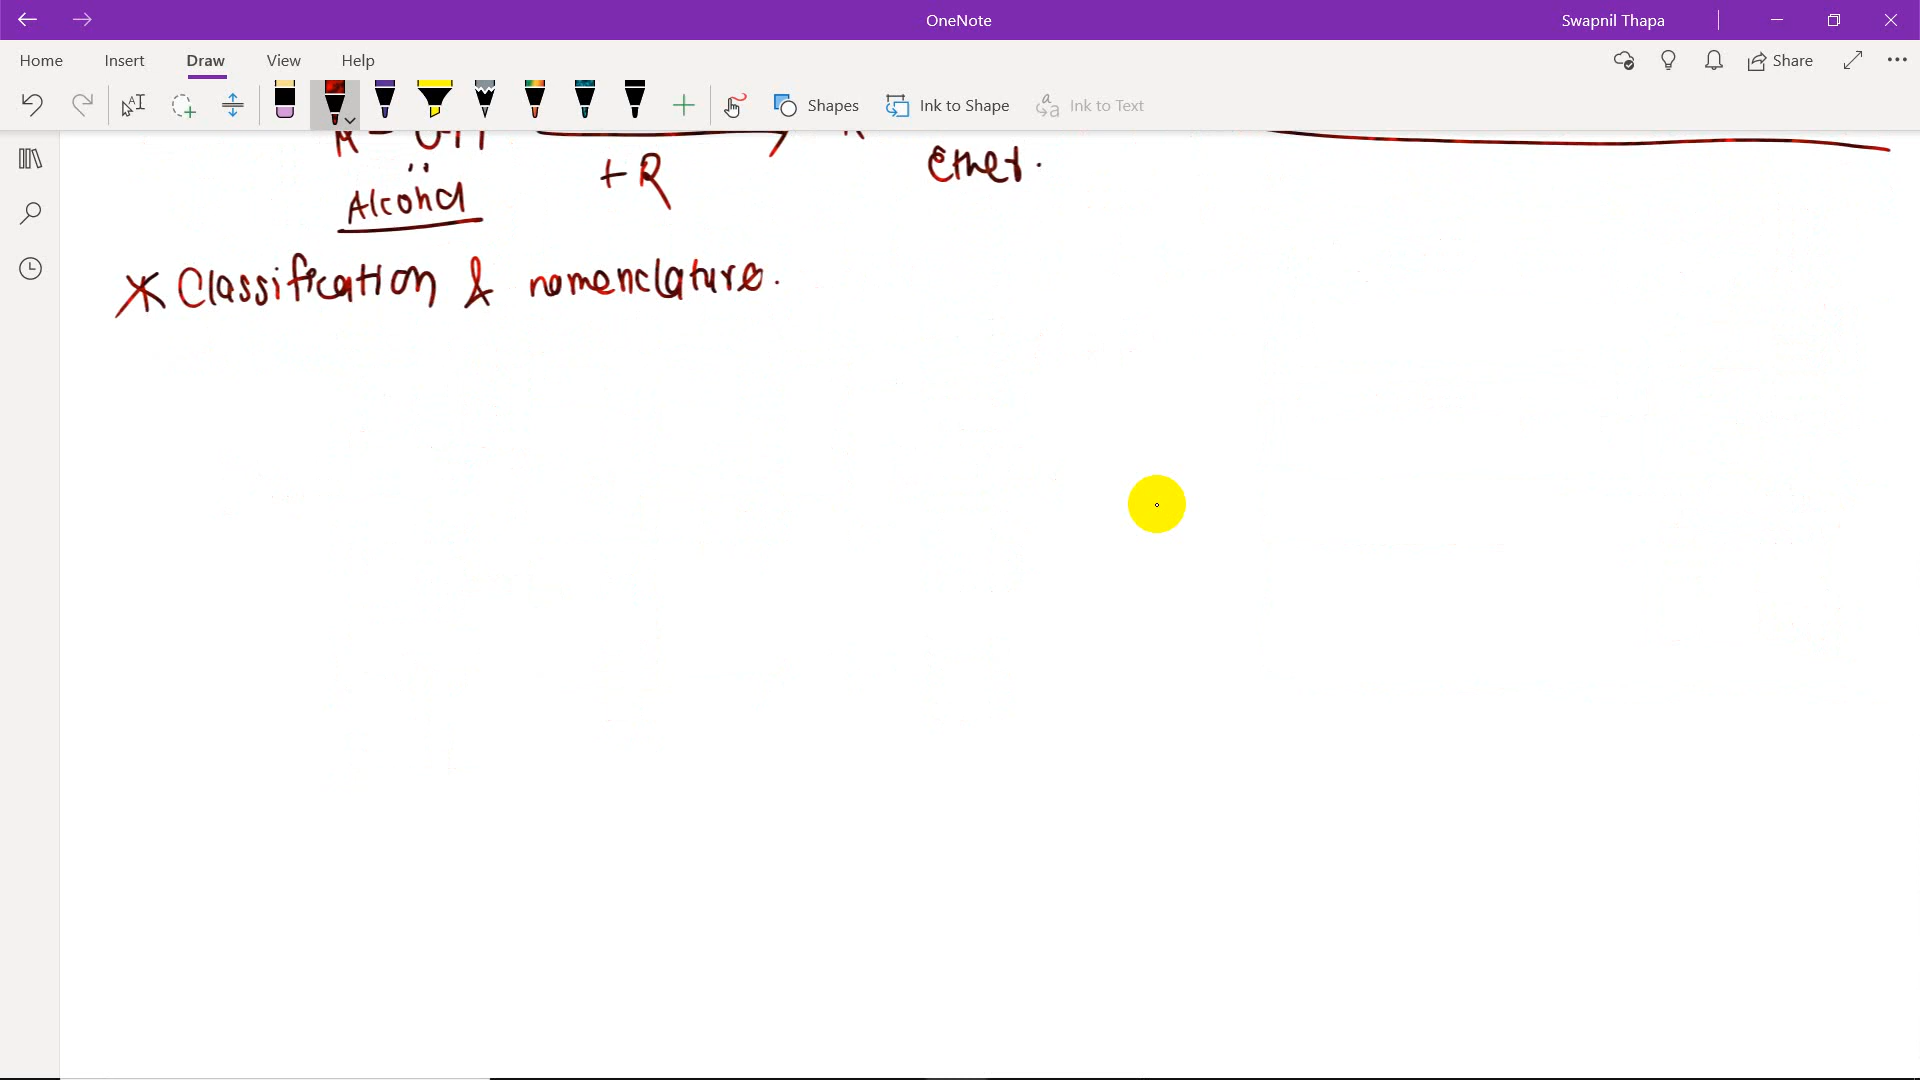 OneNote
Swapnil Thapa
Home Insert Draw View Help
Share
Shapes Ink to Shape Ink to Text
R - OH
Ether.
+R
Alcohol
* Classification & nomenclature.